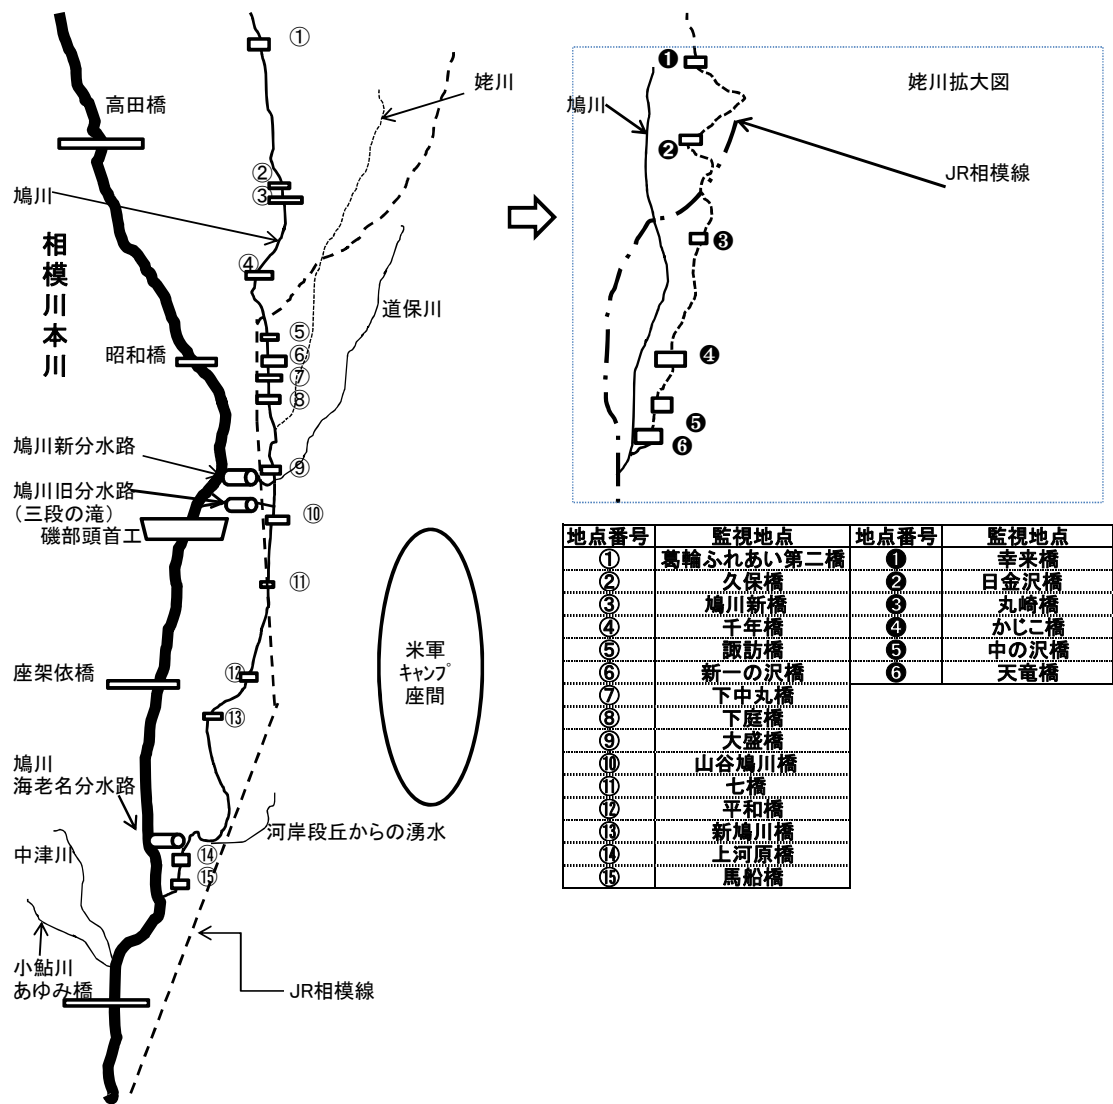 ①
高田橋
姥川
②
鳩川
③
相模川本川
④
道保川
⑤
昭和橋
⑥
⑦
⑧
鳩川新分水路
⑨
鳩川旧分水路
（三段の滝）
⑩
磯部頭首工
⑪
米軍
ｷｬﾝﾌﾟ
座間
座架依橋
⑫
⑬
鳩川
海老名分水路
河岸段丘からの湧水
中津川
⑭
⑮
小鮎川
あゆみ橋
JR相模線
❶
姥川拡大図
鳩川
❷
JR相模線
❸
❹
❺
❻
地点番号 監視地点 地点番号 監視地点
① 葛輪ふれあい第二橋 ❶ 幸来橋
② 久保橋 ❷ 日金沢橋
③ 鳩川新橋 ❸ 丸崎橋
④ 千年橋 ❹ かじこ橋
⑤ 諏訪橋 ❺ 中の沢橋
⑥ 新一の沢橋 ❻ 天竜橋
⑦ 下中丸橋
⑧ 下庭橋
⑨ 大盛橋
⑩ 山谷鳩川橋
⑪ 七橋
⑫ 平和橋
⑬ 新鳩川橋
⑭ 上河原橋
⑮ 馬船橋